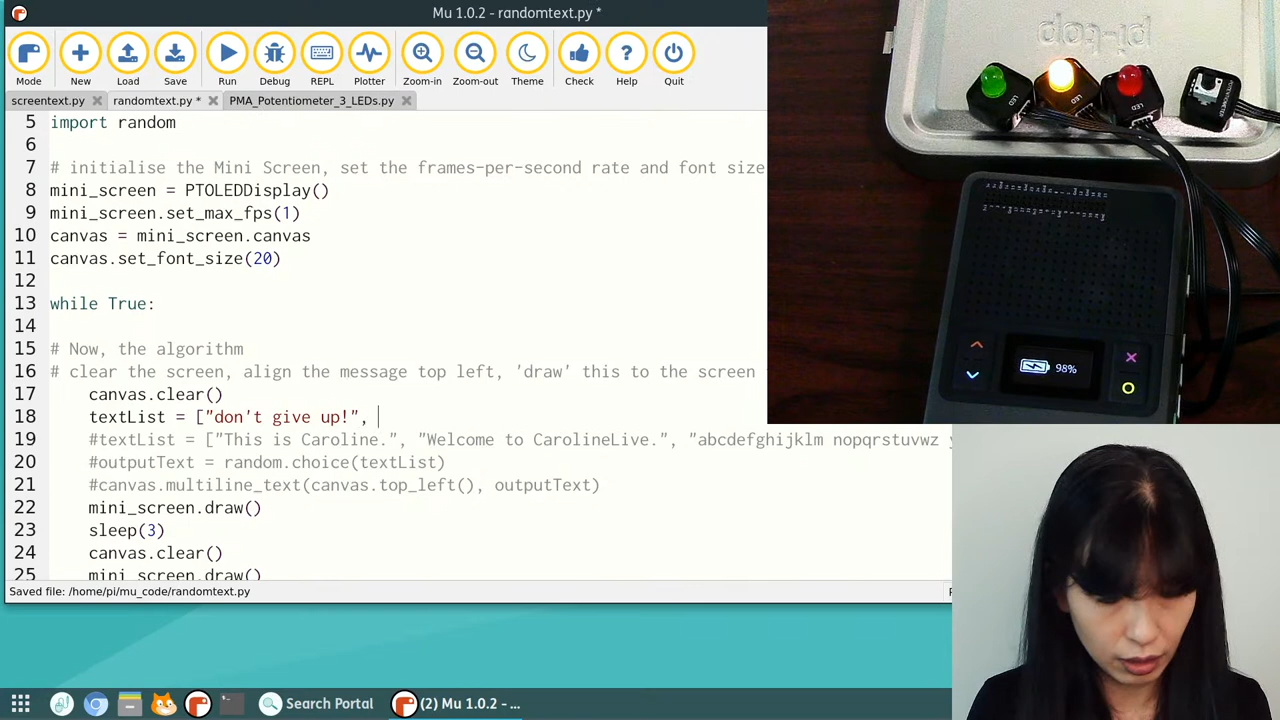 Mu 1.0.2 - randomtext.py *
Mode New Load Save Run Debug REPL Plotter Zoom-in Zoom-out Theme Check Help Quit
screentext.py randomtext.py * PMA_Potentiometer_3_LEDs.py
5 import random
6
7 # initialise the Mini Screen, set the frames-per-second rate and font size
8 mini_screen = PTOLEDDisplay()
9 mini_screen.set_max_fps(1)
10 canvas = mini_screen.canvas
11 canvas.set_font_size(20)
12
13 while True:
14
15 # Now, the algorithm
16 # clear the screen, align the message top left, 'draw' this to the screen
17 canvas.clear()
18 textList = ["don't give up!",
19 #textList = ["This is Caroline.", "Welcome to CarolineLive.", "abcdefghijklm nopqrstuvwz y
20 #outputText = random.choice(textList)
21 #canvas.multiline_text(canvas.top_left(), outputText)
22 mini_screen.draw()
23 sleep(3)
24 canvas.clear()
25 mini_screen.draw()
Saved file: /home/pi/mu_code/randomtext.py
Search Portal (2) Mu 1.0.2 - ...
pi-top
LED LED LED POTENTIOMETER
98%